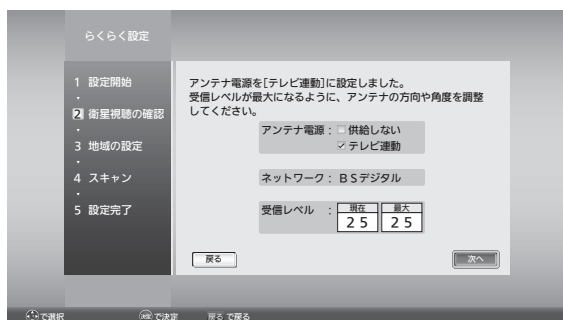 らくらく設定
1 設定開始
2 衛星視聴の確認
3 地域の設定
4 スキャン
5 設定完了
アンテナ電源を[テレビ連動]に設定しました。
受信レベルが最大になるように、アンテナの方向や角度を調整
してください。
アンテナ電源： 供給しない
テレビ連動
ネットワーク： BSデジタル
受信レベル ： 現在 最大
25 25
戻る 次へ
で選択 決定 で決定 戻る で戻る